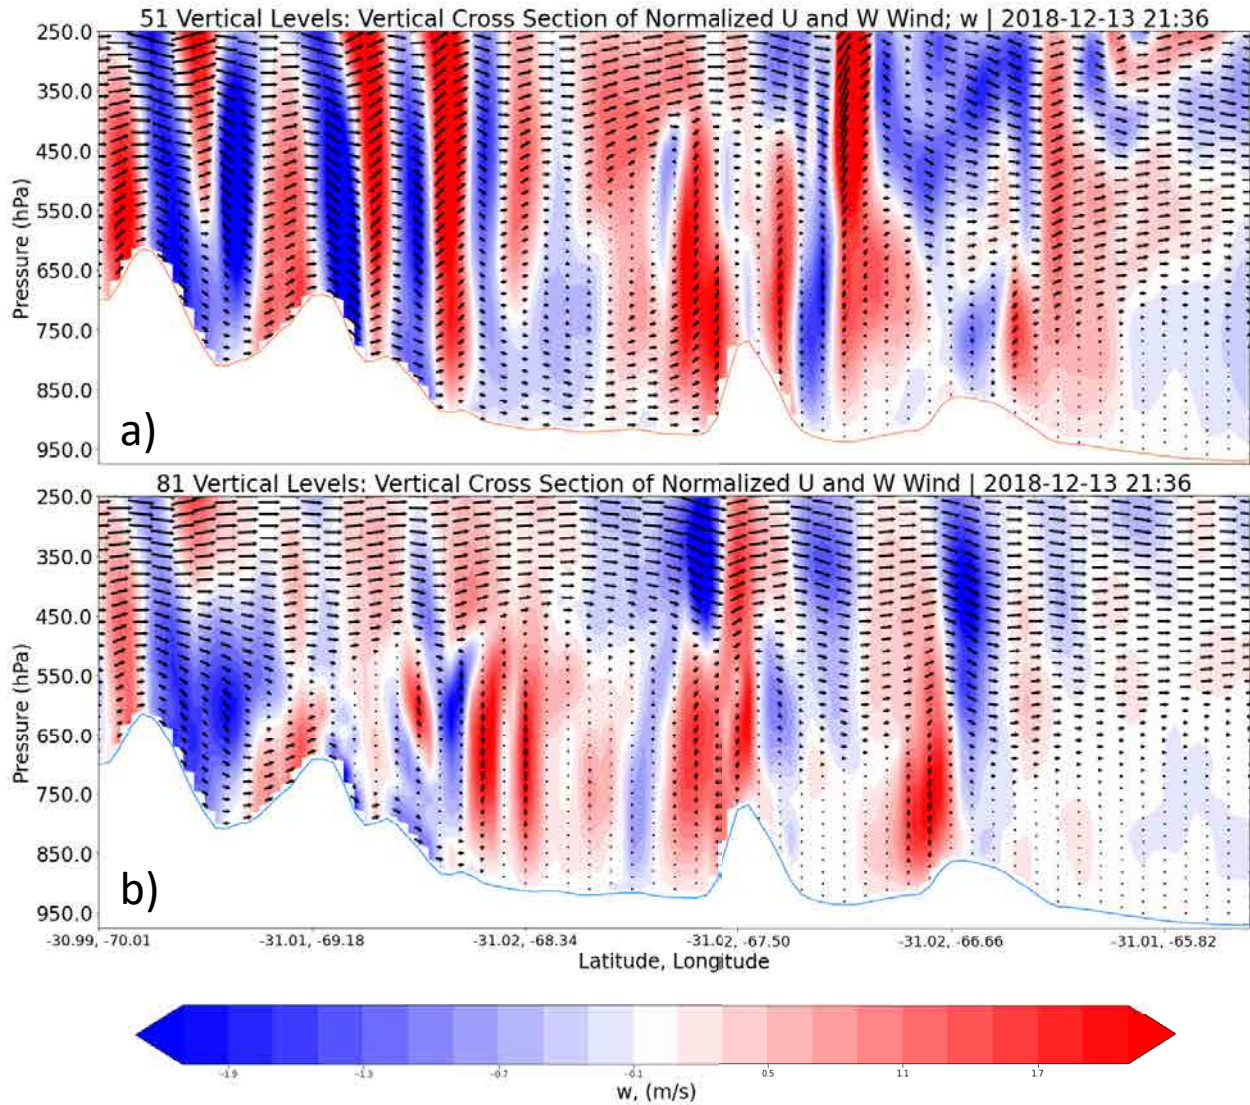 51 Vertical Levels: Vertical Cross Section of Normalized U and W Wind; w | 2018-12-13 21:36
250.0
350.0
450.0
550.0
650.0
750.0
850.0
950.0
Pressure (hPa)
a)
81 Vertical Levels: Vertical Cross Section of Normalized U and W Wind | 2018-12-13 21:36
250.0
350.0
450.0
550.0
650.0
750.0
850.0
950.0
Pressure (hPa)
b)
-30.99, -70.01 -31.01, -69.18 -31.02, -68.34 -31.02, -67.50 -31.02, -66.66 -31.01, -65.82
Latitude, Longitude
-1.9 -1.3 -0.7 -0.1 0.5 1.1 1.7
w, (m/s)